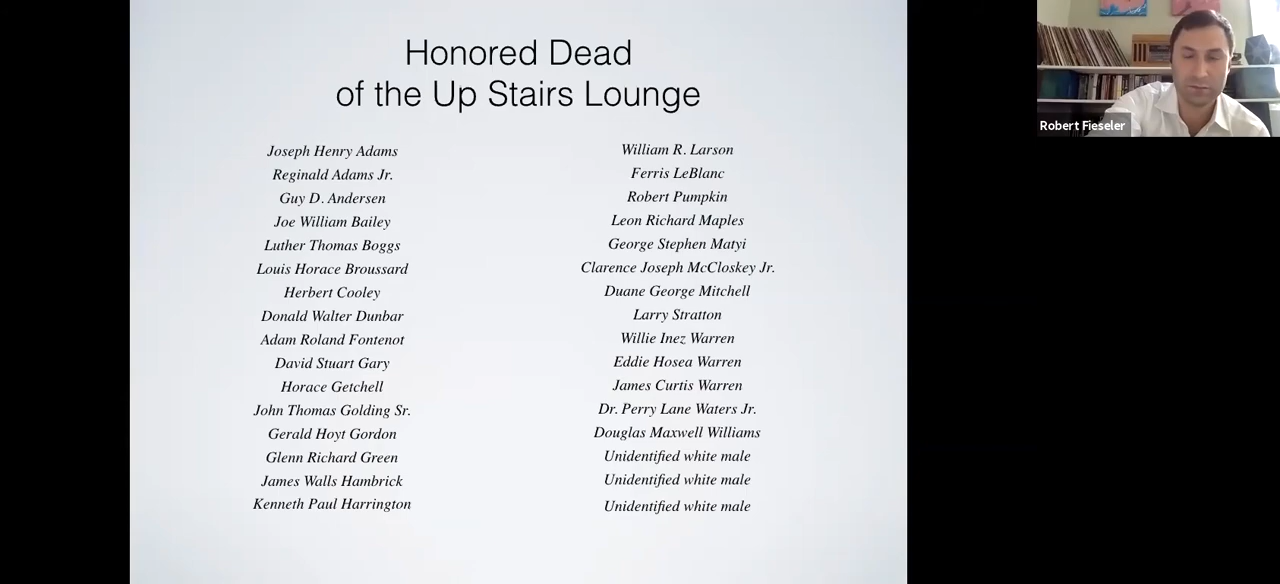 Honored Dead
of the Up Stairs Lounge
Joseph Henry Adams
Reginald Adams Jr.
Guy D. Andersen
Joe William Bailey
Luther Thomas Boggs
Louis Horace Broussard
Herbert Cooley
Donald Walter Dunbar
Adam Roland Fontenot
David Stuart Gary
Horace Getchell
John Thomas Golding Sr.
Gerald Hoyt Gordon
Glenn Richard Green
James Walls Hambrick
Kenneth Paul Harrington
William R. Larson
Ferris LeBlanc
Robert Pumpkin
Leon Richard Maples
George Stephen Matyi
Clarence Joseph McCloskey Jr.
Duane George Mitchell
Larry Stratton
Willie Inez Warren
Eddie Hosea Warren
James Curtis Warren
Dr. Perry Lane Waters Jr.
Douglas Maxwell Williams
Unidentified white male
Unidentified white male
Unidentified white male
Robert Fieseler